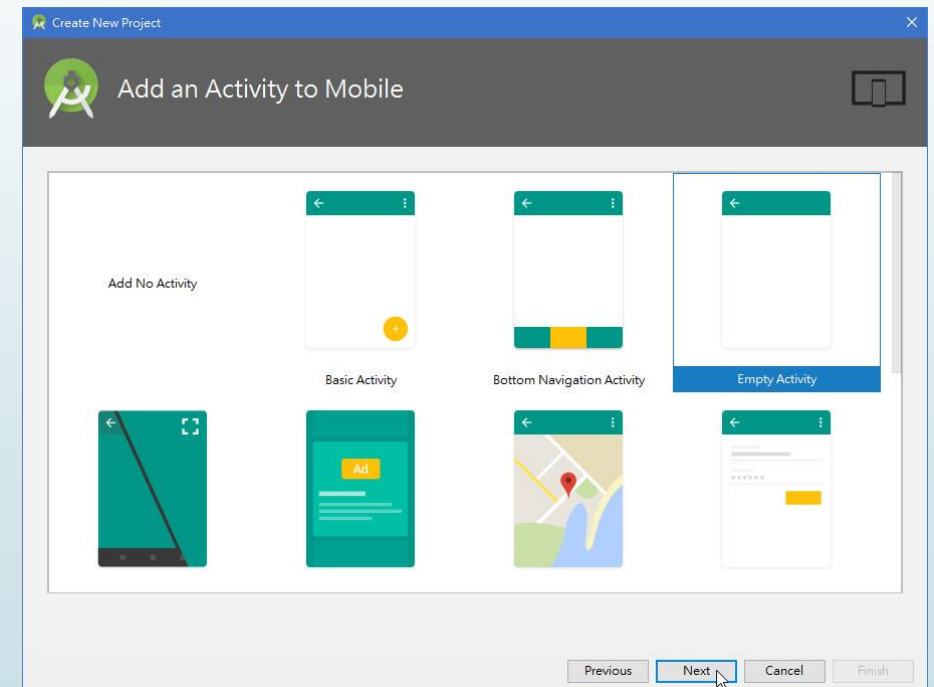 Create New Project
Add an Activity to Mobile
Add No Activity
Basic Activity
Bottom Navigation Activity
Empty Activity
Ad
Previous
Next
Cancel
Finish